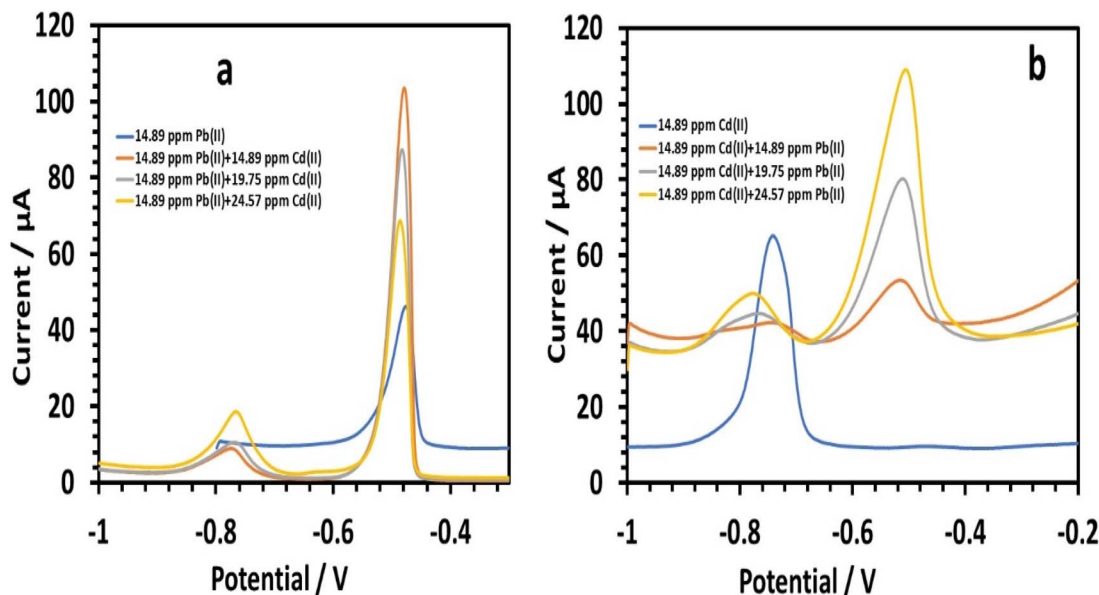 a
120
100
80
60
40
20
0
Current / µA
14.89 ppm Pb(II)
14.89 ppm Pb(II)+14.89 ppm Cd(II)
14.89 ppm Pb(II)+19.75 ppm Cd(II)
14.89 ppm Pb(II)+24.57 ppm Cd(II)
-1 -0.8 -0.6 -0.4
Potential / V
b
120
100
80
60
40
20
0
Current / µA
14.89 ppm Cd(II)
14.89 ppm Cd(II)+14.89 ppm Pb(II)
14.89 ppm Cd(II)+19.75 ppm Pb(II)
14.89 ppm Cd(II)+24.57 ppm Pb(II)
-1 -0.8 -0.6 -0.4 -0.2
Potential / V